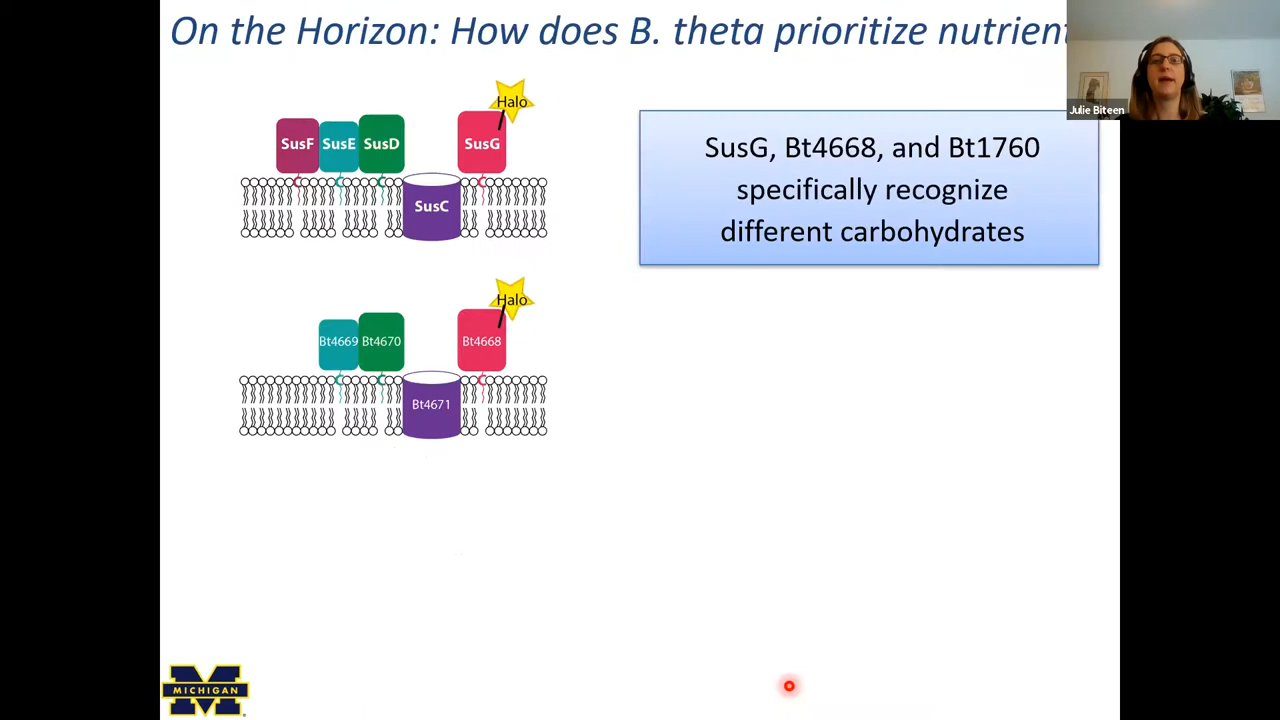 On the Horizon: How does B. theta prioritize nutrient
Julie Biteen
Halo
SusF SusE SusD SusG
SusC
SusG, Bt4668, and Bt1760
specifically recognize
different carbohydrates
Halo
Bt4669 Bt4670 Bt4668
Bt4671
MICHIGAN